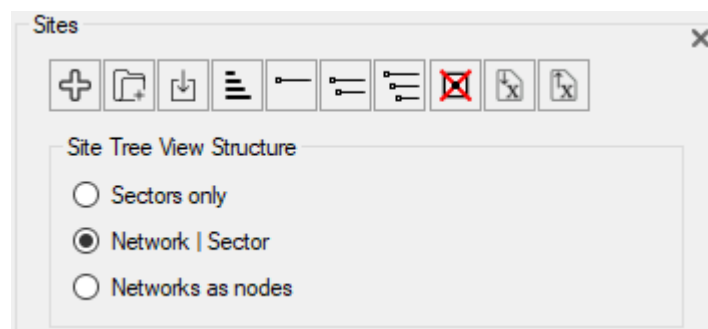 Sites
x x
Site Tree View Structure
Sectors only
Network | Sector
Networks as nodes